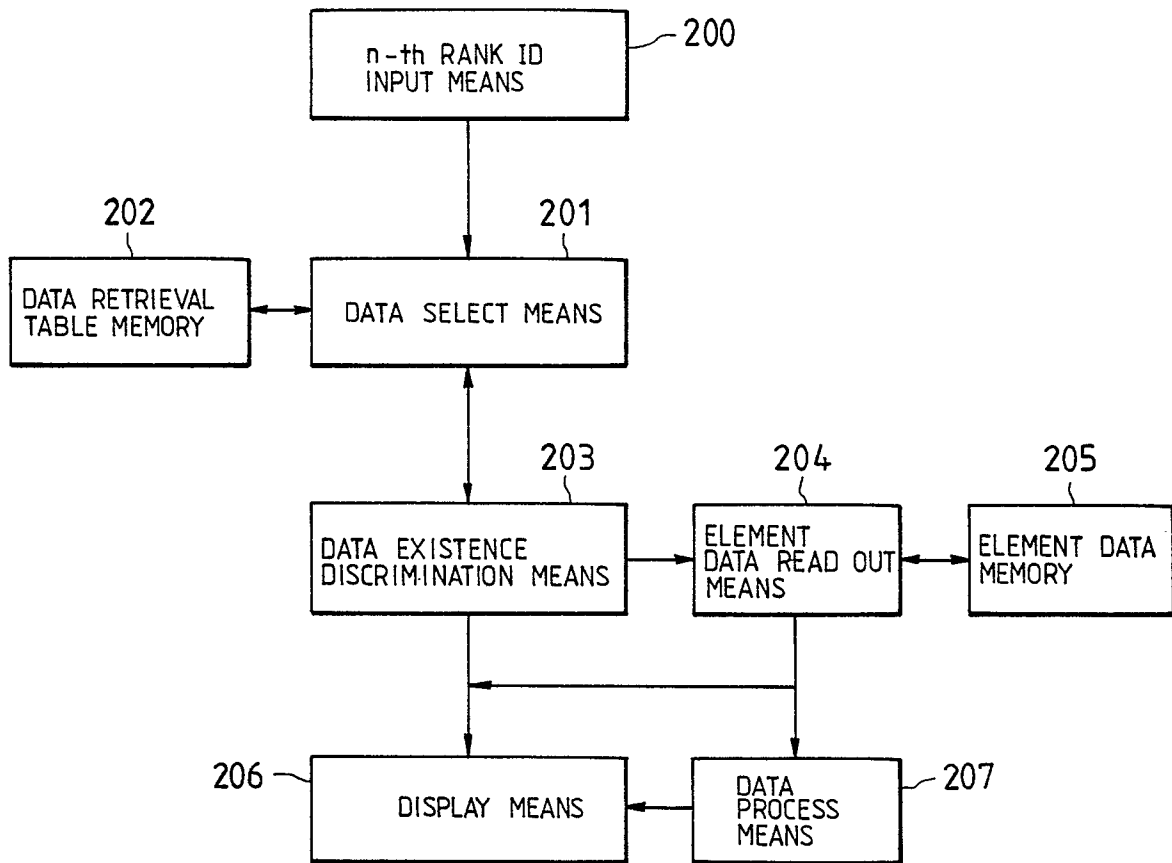 n-th RANK ID
INPUT MEANS
200
202
201
DATA RETRIEVAL
TABLE MEMORY
DATA SELECT MEANS
203
204
205
DATA EXISTENCE
DISCRIMINATION MEANS
ELEMENT
DATA READ OUT
MEANS
ELEMENT DATA
MEMORY
206
DISPLAY MEANS
DATA
PROCESS
MEANS
207